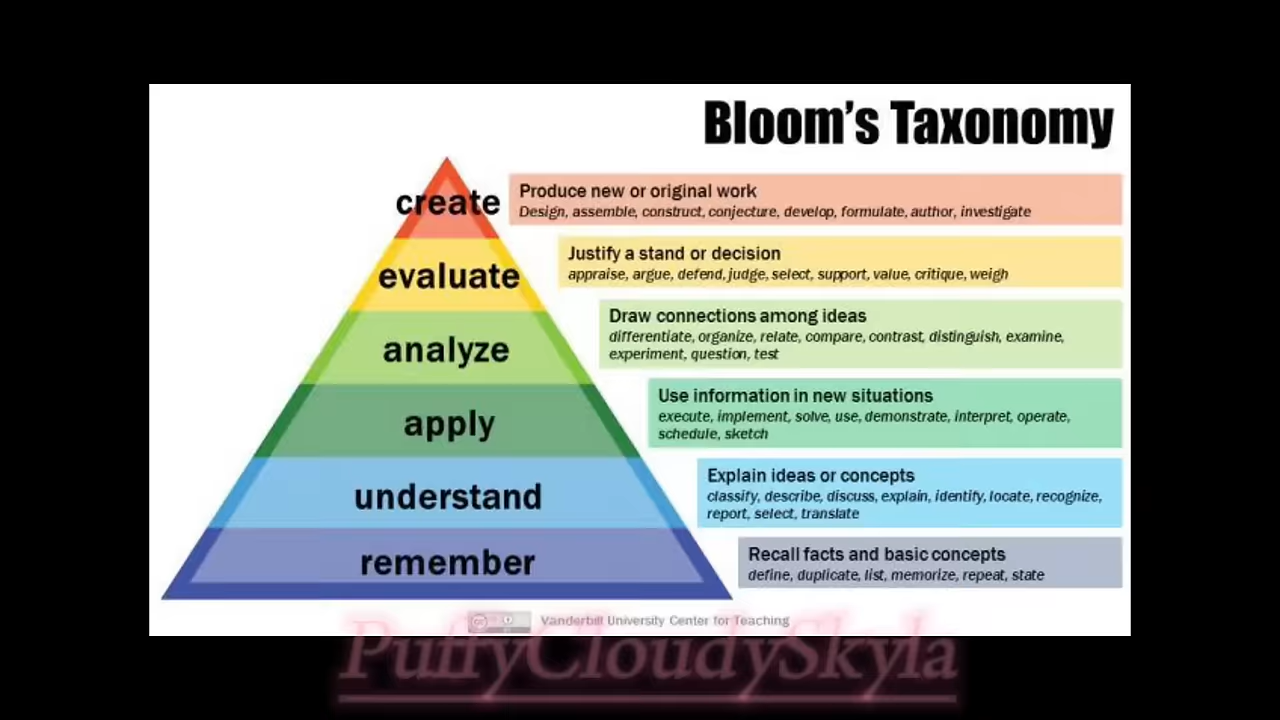 Bloom's Taxonomy
create
Produce new or original work
Design, assemble, construct, conjecture, develop, formulate, author, investigate
evaluate
Justify a stand or decision
appraise, argue, defend, judge, select, support, value, critique, weigh
analyze
Draw connections among ideas
differentiate, organize, relate, compare, contrast, distinguish, examine,
experiment, question, test
apply
Use information in new situations
execute, implement, solve, use, demonstrate, interpret, operate,
schedule, sketch
understand
Explain ideas or concepts
classify, describe, discuss, explain, identify, locate, recognize,
report, select, translate
remember
Recall facts and basic concepts
define, duplicate, list, memorize, repeat, state
cc Vanderbilt University Center for Teaching
PuffyCloudySkyla